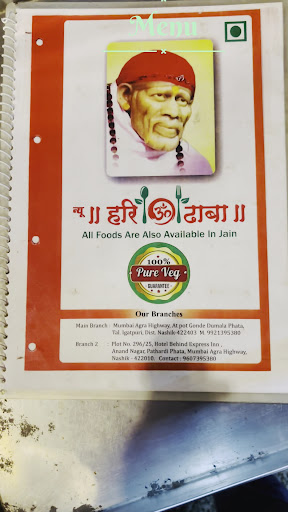 Menu
न्यू ॥ हरि ॐ ढाबा ॥
All Foods Are Also Available In Jain
100%
Pure Veg
GUARANTEE
Our Branches
Main Branch : Mumbai Agra Highway, At pot Gonde Dumala Phata,
Tal. Igatpuri, Dist. Nashik-422403 M. 9921395380
Branch 2 : Plot No. 296/25, Hotel Behind Express Inn ,
Anand Nagar, Pathardi Phata, Mumbai Agra Highway,
Nashik - 422010. Contact : 9607395380